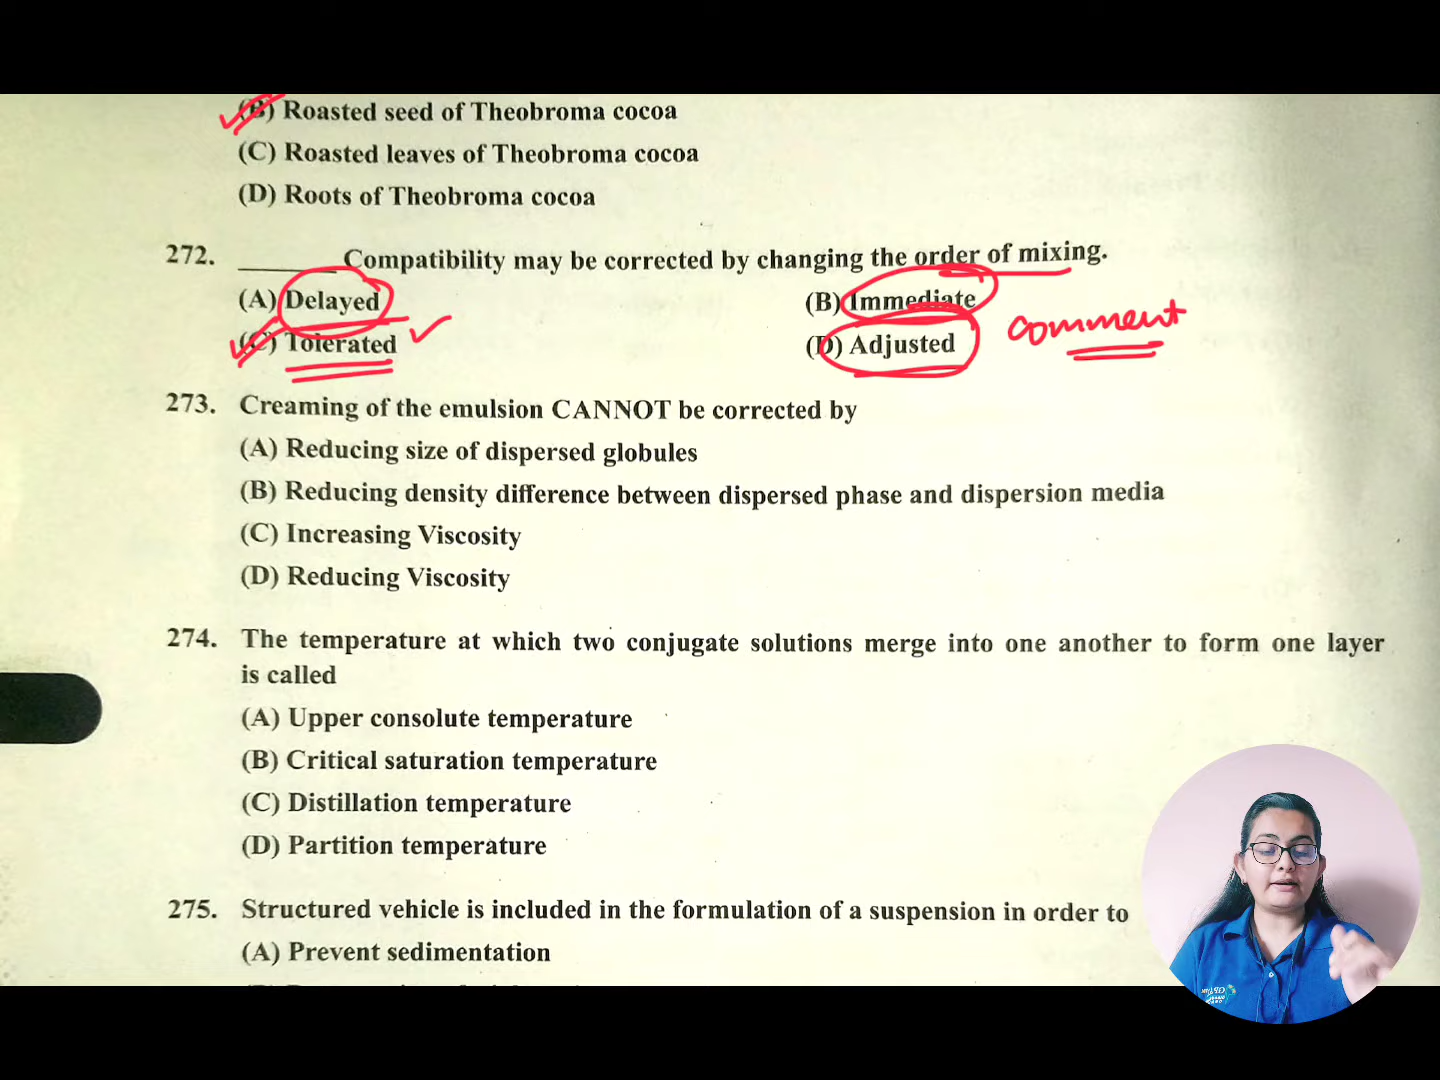 (B) Roasted seed of Theobroma cocoa
(C) Roasted leaves of Theobroma cocoa
(D) Roots of Theobroma cocoa
272. ______ Compatibility may be corrected by changing the order of mixing.
(A) Delayed (B) Immediate
(C) Tolerated (D) Adjusted comment
273. Creaming of the emulsion CANNOT be corrected by
(A) Reducing size of dispersed globules
(B) Reducing density difference between dispersed phase and dispersion media
(C) Increasing Viscosity
(D) Reducing Viscosity
274. The temperature at which two conjugate solutions merge into one another to form one layer
is called
(A) Upper consolute temperature
(B) Critical saturation temperature
(C) Distillation temperature
(D) Partition temperature
275. Structured vehicle is included in the formulation of a suspension in order to
(A) Prevent sedimentation